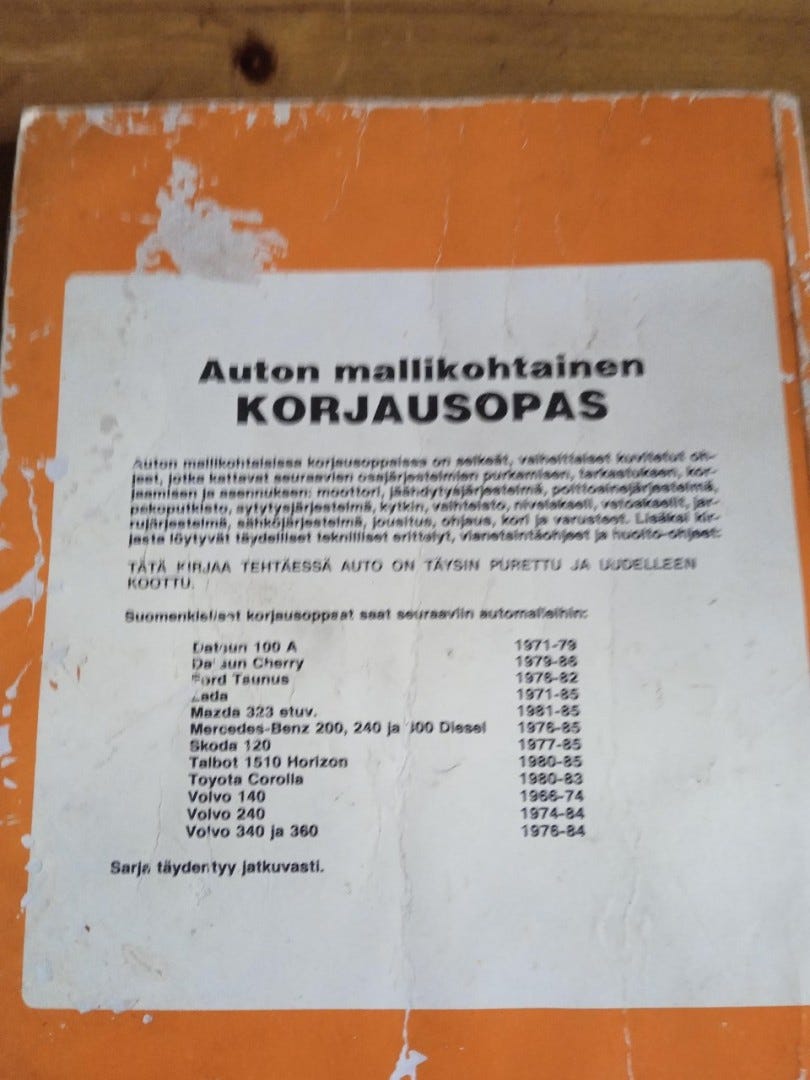 Auton mallikohtainen
KORJAUSOPAS
Auton mallikohtaisissa korjausoppaissa on selkeät, vaiheittaiset kuvitetut oh-
jeet, jotka kattavat seuraavien osajärjestelmien purkamisen, tarkastuksen, kor-
jaamisen ja asennuksen: moottori, jäähdytysjärjestelmä, polttoainejärjestelmä,
pakoputkisto, sytytysjärjestelmä, kytkin, vaihteisto, nivelakseli, vetoakselit, jar-
rujärjestelmä, sähköjärjestelmä, jousitus, ohjaus, kori ja varusteet. Lisäksi kir-
jasta löytyvät täydelliset tekniset erittelyt, vianetsintäohjeet ja huolto-ohjeet.
TÄTÄ KIRJAA TEHTÄESSÄ AUTO ON TÄYSIN PURETTU JA UUDELLEEN
KOOTTU.
Suomenkieliset korjausoppaat saat seuraaviin automalleihin:
Datsun 100 A 1971-79
Datsun Cherry 1979-86
Ford Taunus 1976-82
Lada 1971-85
Mazda 323 etuv. 1981-85
Mercedes-Benz 200, 240 ja 300 Diesel 1976-85
Skoda 120 1977-85
Talbot 1510 Horizon 1980-85
Toyota Corolla 1980-83
Volvo 140 1966-74
Volvo 240 1974-84
Volvo 340 ja 360 1976-84
Sarja täydentyy jatkuvasti.